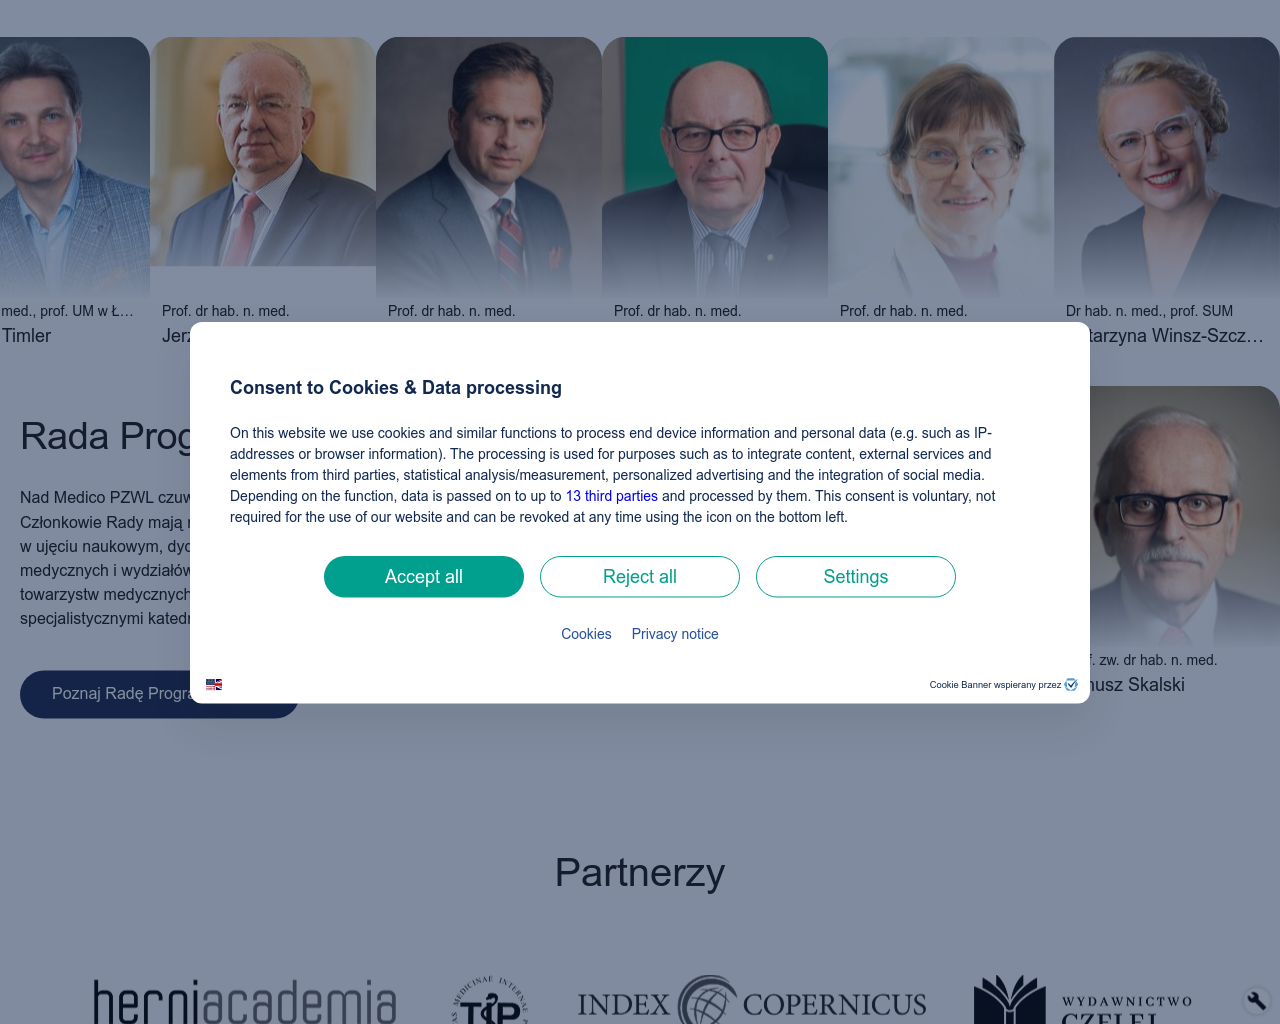 med., prof. UM w Ł…
Timler
Prof. dr hab. n. med.
Jerz
Prof. dr hab. n. med.
Prof. dr hab. n. med.
Prof. dr hab. n. med.
Dr hab. n. med., prof. SUM
tarzyna Winsz-Szcz…
Consent to Cookies & Data processing
On this website we use cookies and similar functions to process end device information and personal data (e.g. such as IP-
addresses or browser information). The processing is used for purposes such as to integrate content, external services and
elements from third parties, statistical analysis/measurement, personalized advertising and the integration of social media.
Depending on the function, data is passed on to up to 13 third parties and processed by them. This consent is voluntary, not
required for the use of our website and can be revoked at any time using the icon on the bottom left.
Accept all
Reject all
Settings
Cookies
Privacy notice
Cookie Banner wspierany przez
Rada Prog
Nad Medico PZWL czuw
Członkowie Rady mają
w ujęciu naukowym, dyd
medycznych i wydziałów
towarzystw medycznych
specjalistycznymi katedr
Poznaj Radę Progra
f. zw. dr hab. n. med.
nusz Skalski
Partnerzy
herniacademia
MEDICINAE INTERNAE
TIP
INDEX COPERNICUS
WYDAWNICTWO
CZELEJ